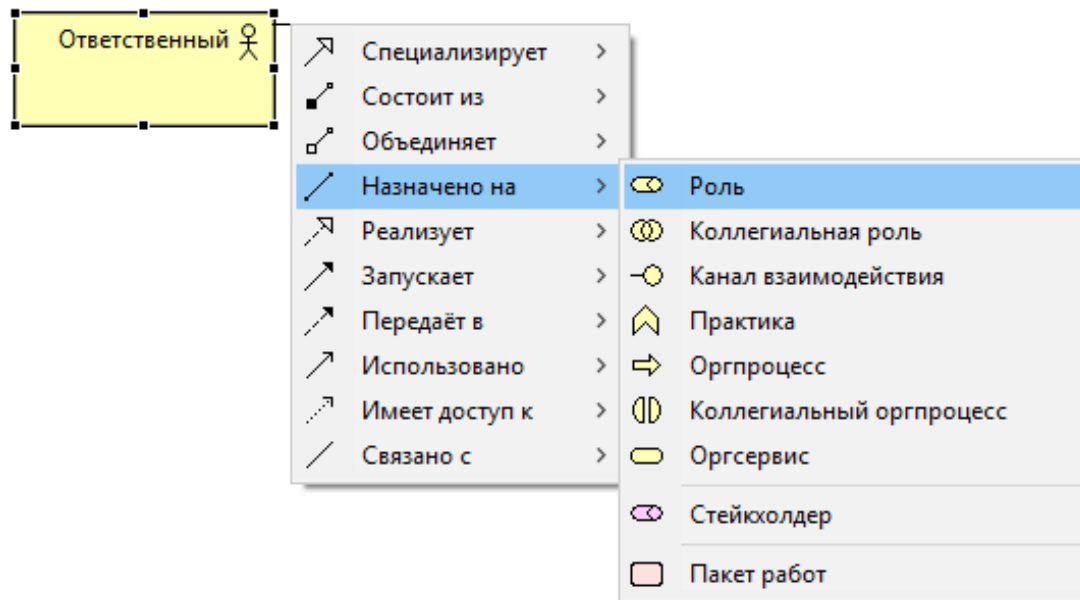 Ответственный
Специализирует
Состоит из
Объединяет
Назначено на
Реализует
Запускает
Передаёт в
Использовано
Имеет доступ к
Связано с
Роль
Коллегиальная роль
Канал взаимодействия
Практика
Оргпроцесс
Коллегиальный оргпроцесс
Оргсервис
Стейкхолдер
Пакет работ